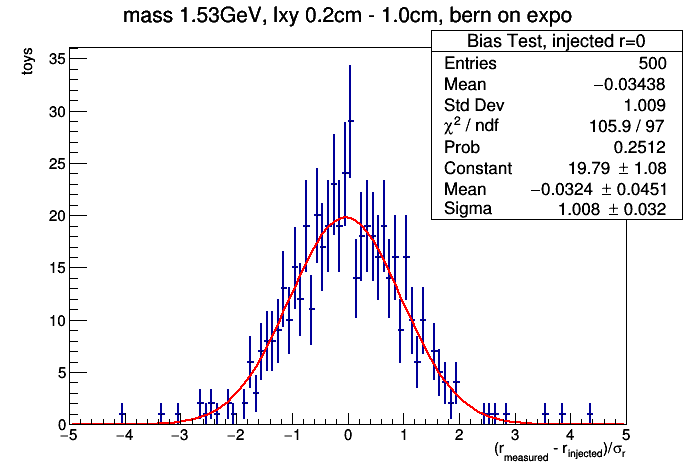 mass 1.53GeV, lxy 0.2cm - 1.0cm, bern on expo
toys
Bias Test, injected r=0
Entries 500
Mean −0.03438
Std Dev 1.009
χ² / ndf 105.9 / 97
Prob 0.2512
Constant 19.79 ± 1.08
Mean −0.0324 ± 0.0451
Sigma 1.008 ± 0.032
35
30
25
20
15
10
5
0
−5 −4 −3 −2 −1 0 1 2 3 4 5
(r_measured - r_injected)/σ_r